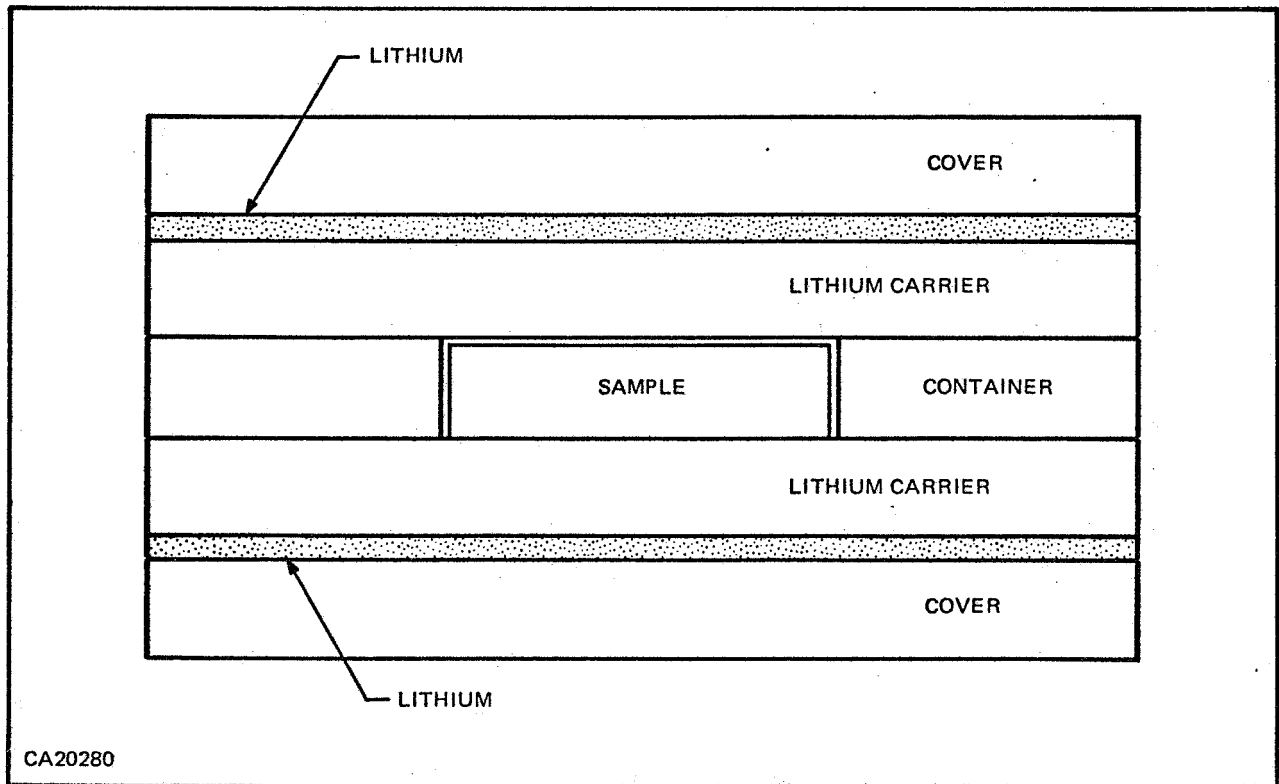 LITHIUM
COVER
LITHIUM CARRIER
SAMPLE
CONTAINER
LITHIUM CARRIER
COVER
LITHIUM
CA20280